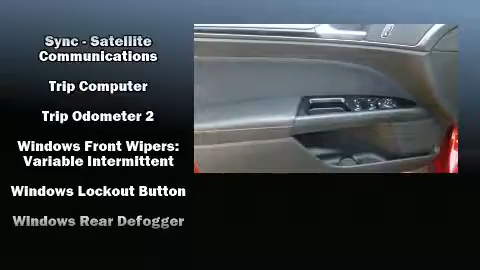 Sync - Satellite
Communications
Trip Computer
Trip Odometer 2
Windows Front Wipers:
Variable Intermittent
Windows Lockout Button
Windows Rear Defogger